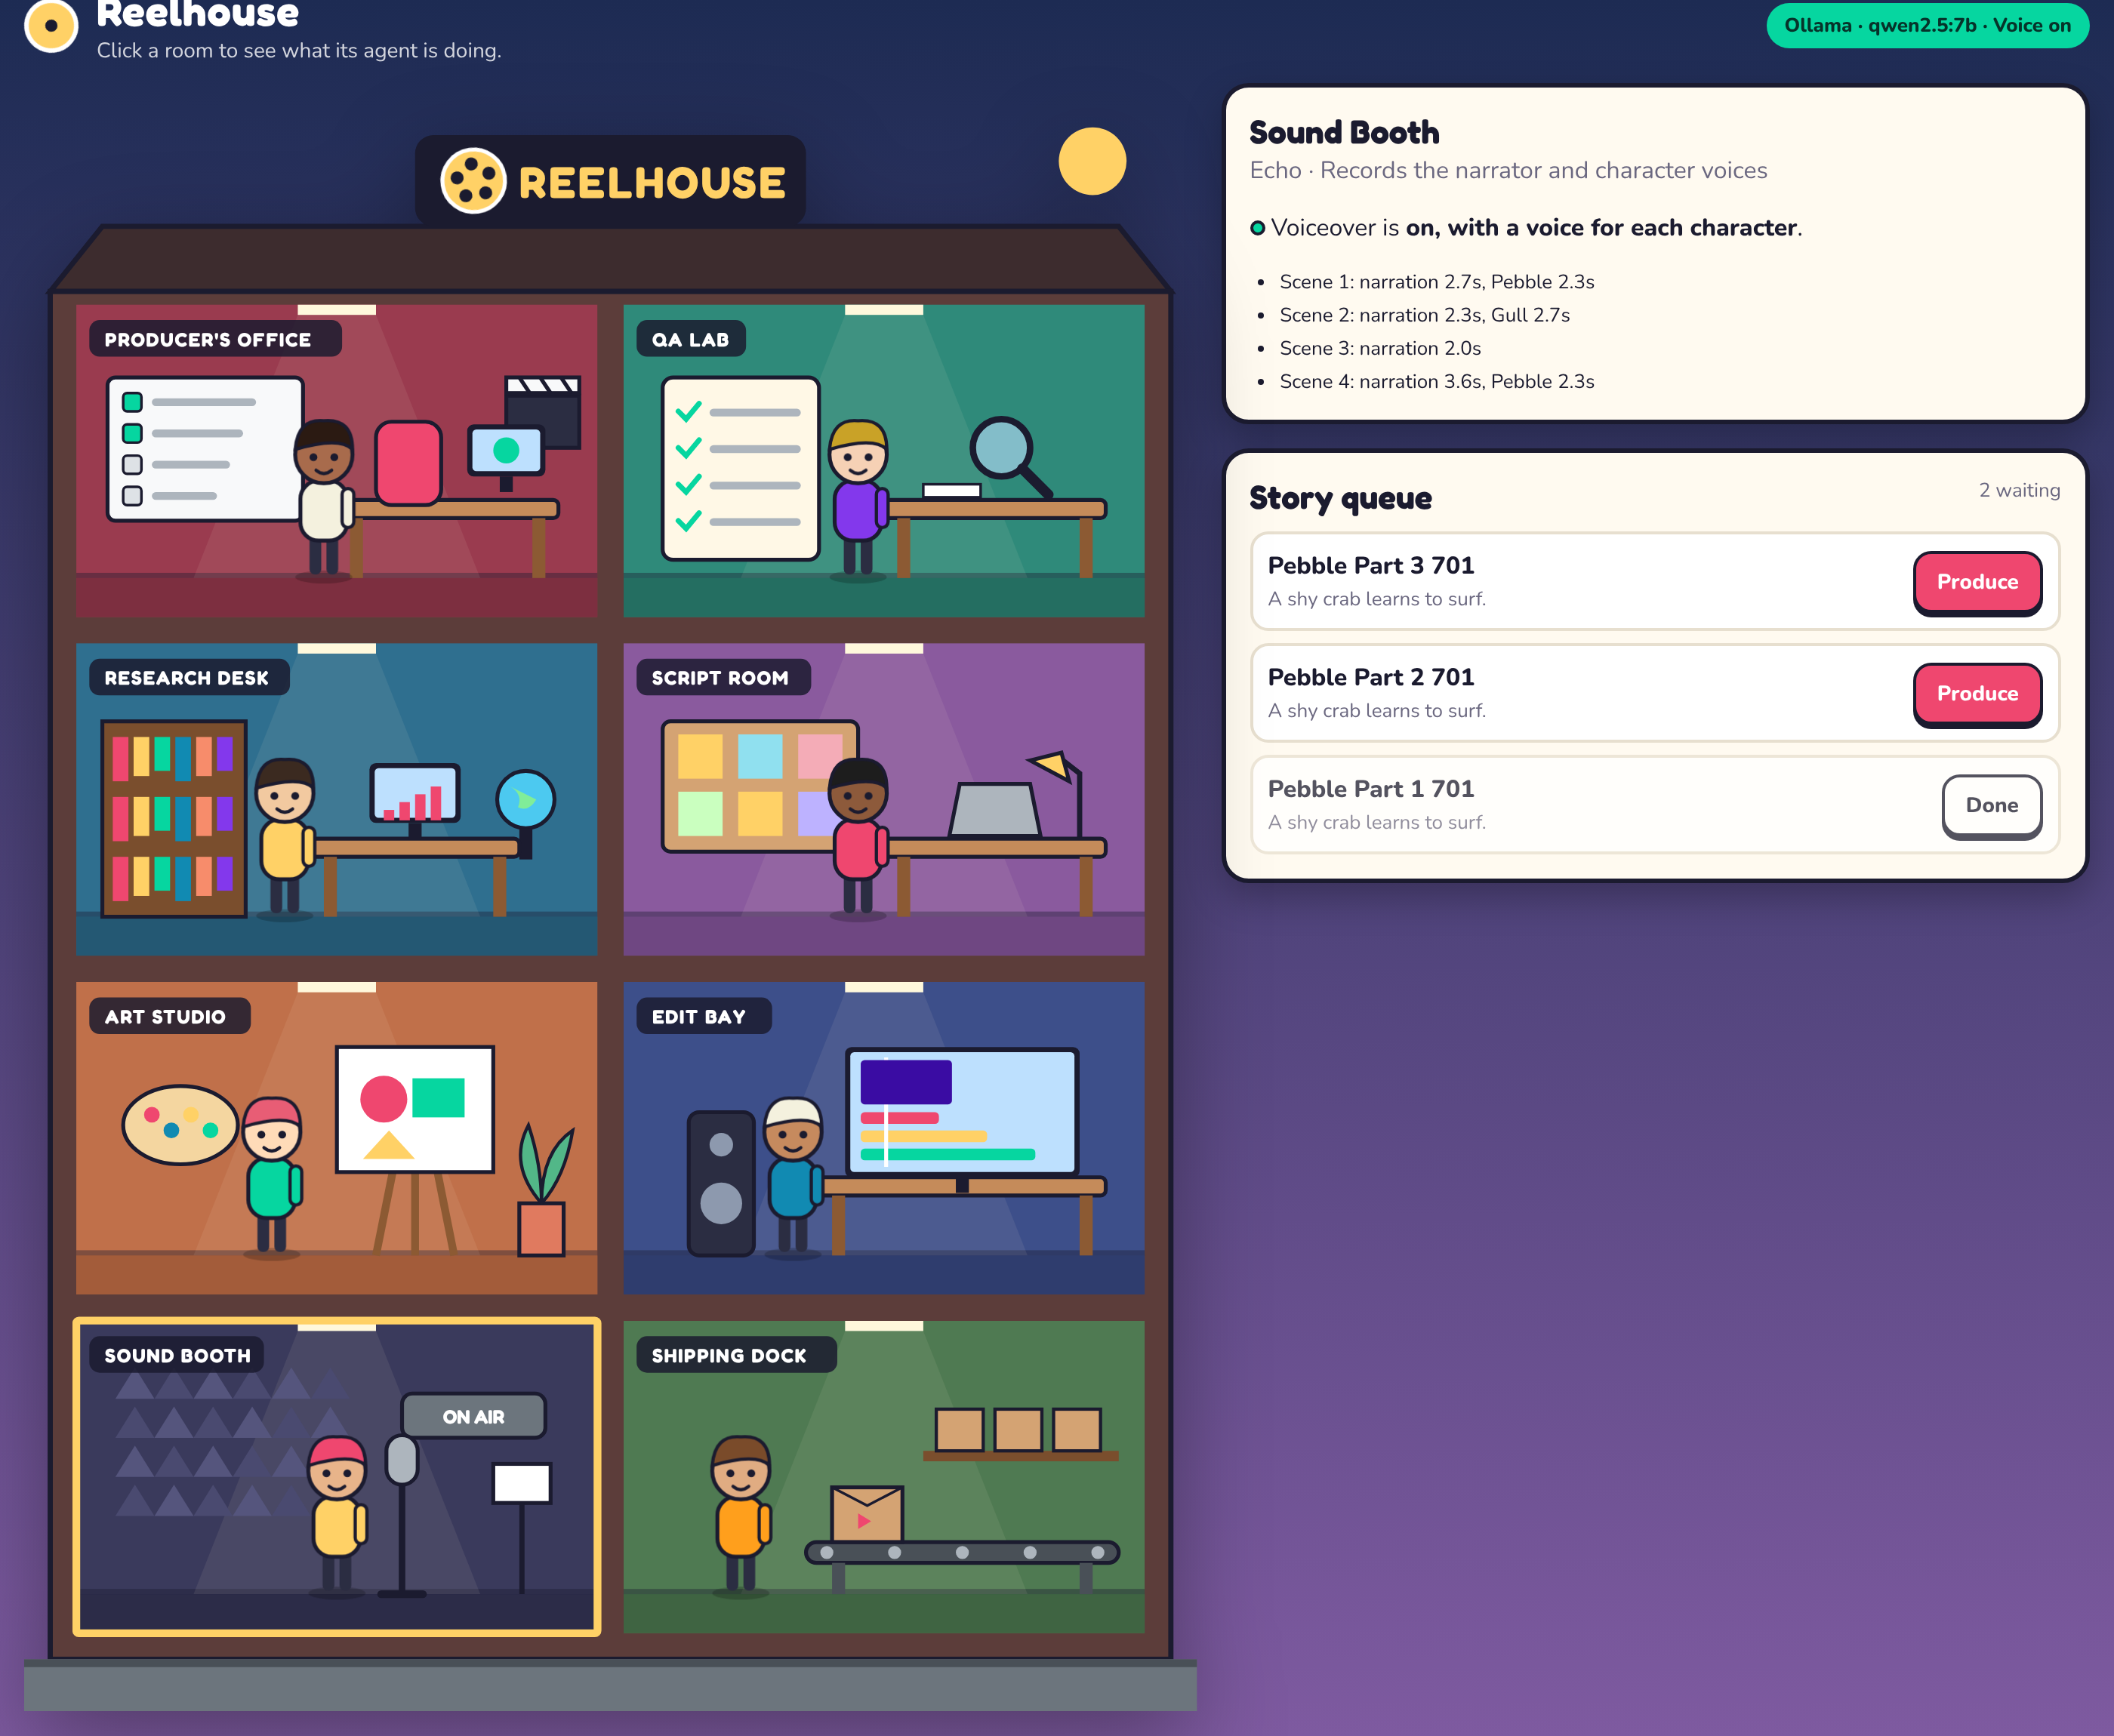 Reelhouse
Click a room to see what its agent is doing.
Ollama · qwen2.5:7b · Voice on
REELHOUSE
PRODUCER'S OFFICE
QA LAB
RESEARCH DESK
SCRIPT ROOM
ART STUDIO
EDIT BAY
SOUND BOOTH
ON AIR
SHIPPING DOCK
Sound Booth
Echo · Records the narrator and character voices
Voiceover is on, with a voice for each character.
• Scene 1: narration 2.7s, Pebble 2.3s
• Scene 2: narration 2.3s, Gull 2.7s
• Scene 3: narration 2.0s
• Scene 4: narration 3.6s, Pebble 2.3s
Story queue
2 waiting
Pebble Part 3 701
A shy crab learns to surf.
Produce
Pebble Part 2 701
A shy crab learns to surf.
Produce
Pebble Part 1 701
A shy crab learns to surf.
Done